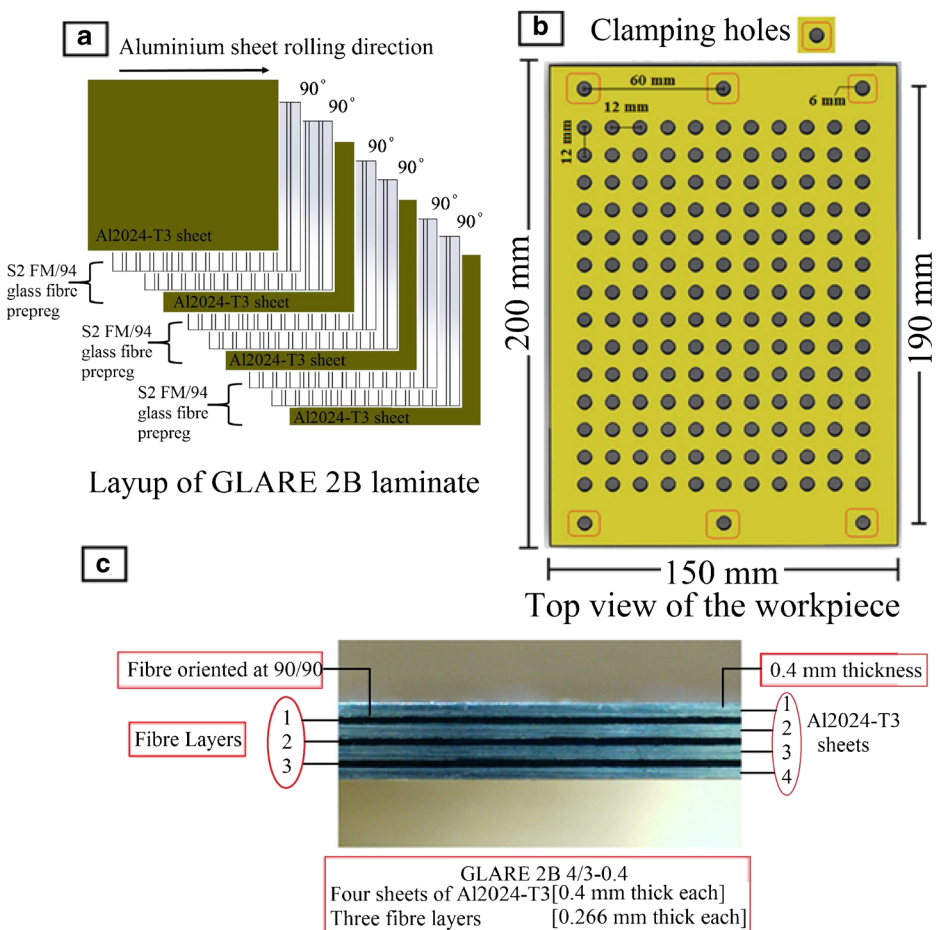 a
Aluminium sheet rolling direction
90°
90°
90°
90°
90°
90°
Al2024-T3 sheet
S2 FM/94
glass fibre
prepreg
Al2024-T3 sheet
S2 FM/94
glass fibre
prepreg
Al2024-T3 sheet
S2 FM/94
glass fibre
prepreg
Al2024-T3 sheet
Layup of GLARE 2B laminate
b
Clamping holes
60 mm
6 mm
12 mm
12 mm
200 mm
190 mm
150 mm
Top view of the workpiece
c
Fibre oriented at 90/90
0.4 mm thickness
Fibre Layers
1
2
3
1
2
3
4
Al2024-T3
sheets
GLARE 2B 4/3-0.4
Four sheets of Al2024-T3[0.4 mm thick each]
Three fibre layers [0.266 mm thick each]